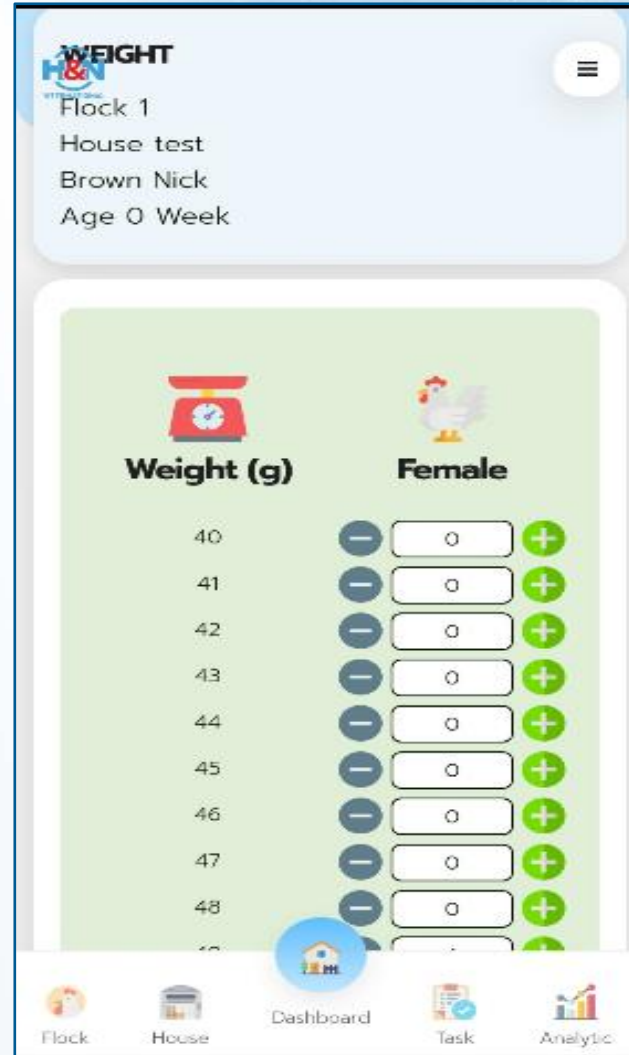 WEIGHT
H&N
INTERNATIONAL
Flock 1
House test
Brown Nick
Age 0 Week
Weight (g) Female
40 0
41 0
42 0
43 0
44 0
45 0
46 0
47 0
48 0
Dashboard
Flock House Task Analytic